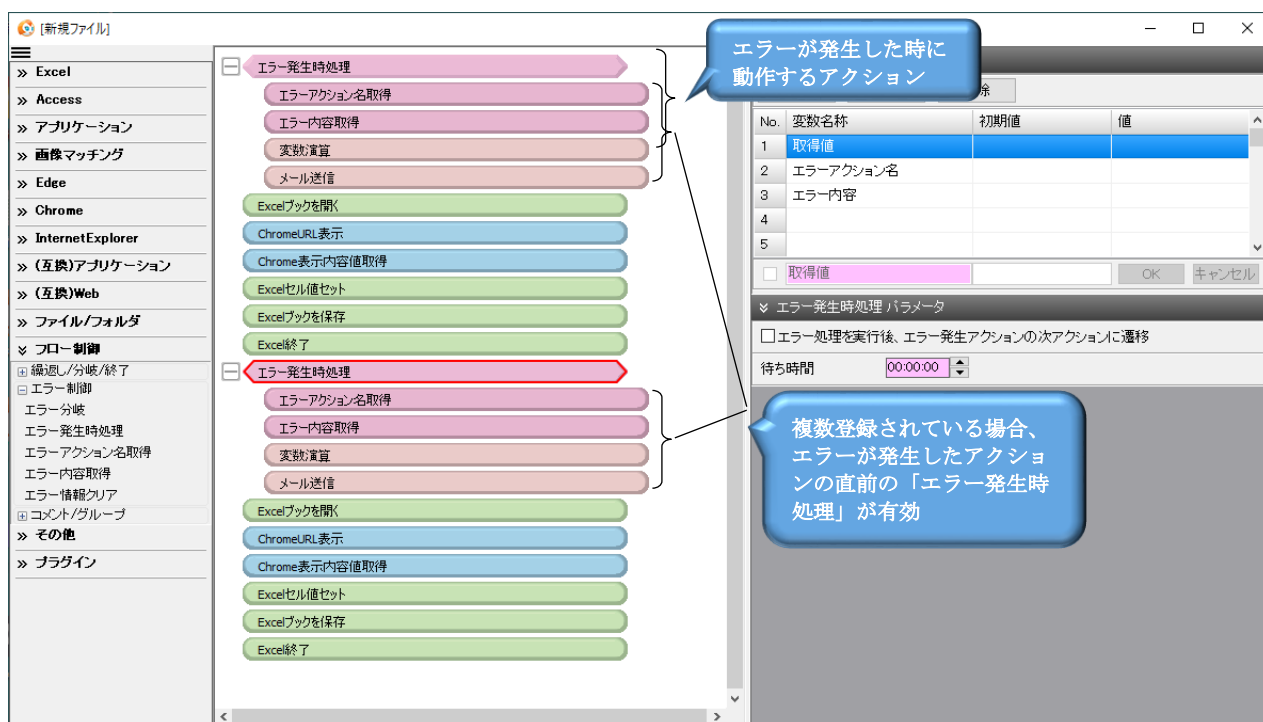 [新規ファイル]
» Excel
» Access
» アプリケーション
» 画像マッチング
» Edge
» Chrome
» InternetExplorer
» (互換)アプリケーション
» (互換)Web
» ファイル/フォルダ
フロー制御
繰返し/分岐/終了
エラー制御
エラー分岐
エラー発生時処理
エラーアクション名取得
エラー内容取得
エラー情報クリア
コメント/グループ
» その他
» プラグイン
エラー発生時処理
エラーアクション名取得
エラー内容取得
変数演算
メール送信
Excelブックを開く
ChromeURL表示
Chrome表示内容値取得
Excelセル値セット
Excelブックを保存
Excel終了
エラー発生時処理
エラーアクション名取得
エラー内容取得
変数演算
メール送信
Excelブックを開く
ChromeURL表示
Chrome表示内容値取得
Excelセル値セット
Excelブックを保存
Excel終了
エラーが発生した時に
動作するアクション
除
No. 変数名称 初期値 値
1 取得値
2 エラーアクション名
3 エラー内容
4
5
取得値 OK キャンセル
エラー発生時処理 パラメータ
エラー処理を実行後、エラー発生アクションの次アクションに遷移
待ち時間 00:00:00
複数登録されている場合、
エラーが発生したアクショ
ンの直前の「エラー発生時
処理」が有効